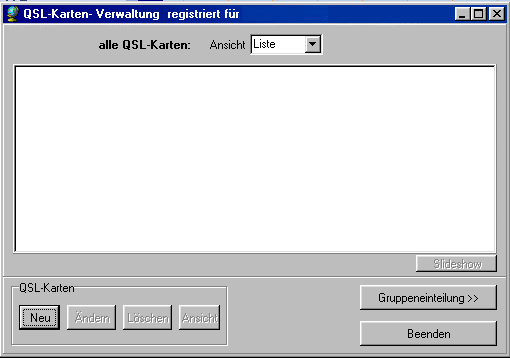 QSL-Karten- Verwaltung registriert für
alle QSL-Karten: Ansicht Liste
Slideshow
QSL-Karten
Neu Ändern Löschen Ansicht
Gruppeneinteilung >>
Beenden